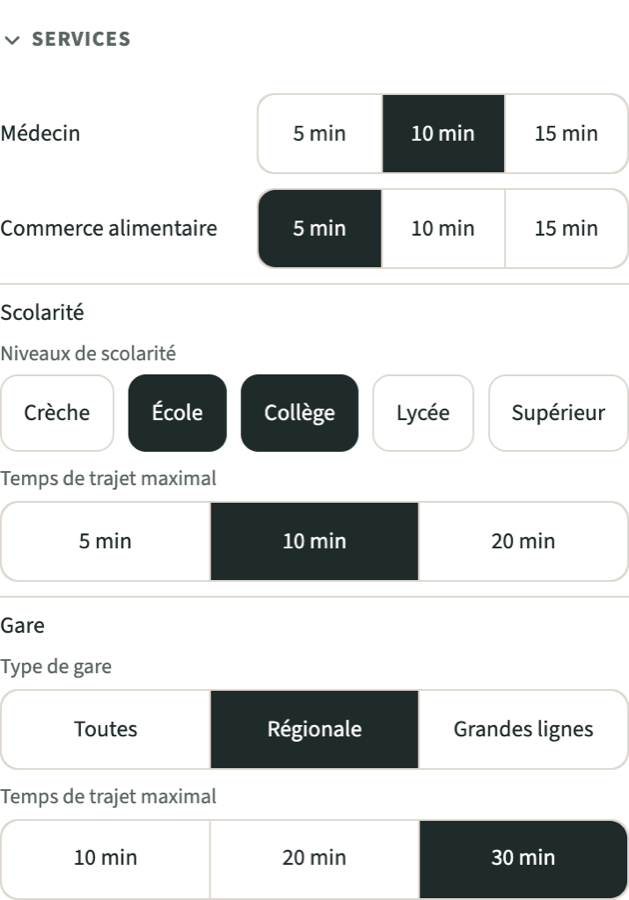 SERVICES
Médecin 5 min 10 min 15 min
Commerce alimentaire 5 min 10 min 15 min
Scolarité
Niveaux de scolarité
Crèche École Collège Lycée Supérieur
Temps de trajet maximal
5 min 10 min 20 min
Gare
Type de gare
Toutes Régionale Grandes lignes
Temps de trajet maximal
10 min 20 min 30 min